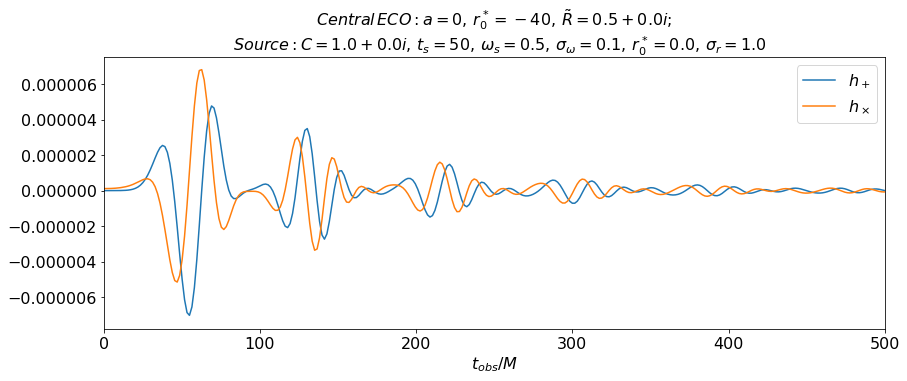 Central ECO : a = 0, r₀* = −40, R̃ = 0.5 + 0.0i;
Source : C = 1.0 + 0.0i, tₛ = 50, ωₛ = 0.5, σ_ω = 0.1, r₀* = 0.0, σᵣ = 1.0
h₊
h×
0.000006
0.000004
0.000002
0.000000
−0.000002
−0.000004
−0.000006
0 100 200 300 400 500
t_obs/M